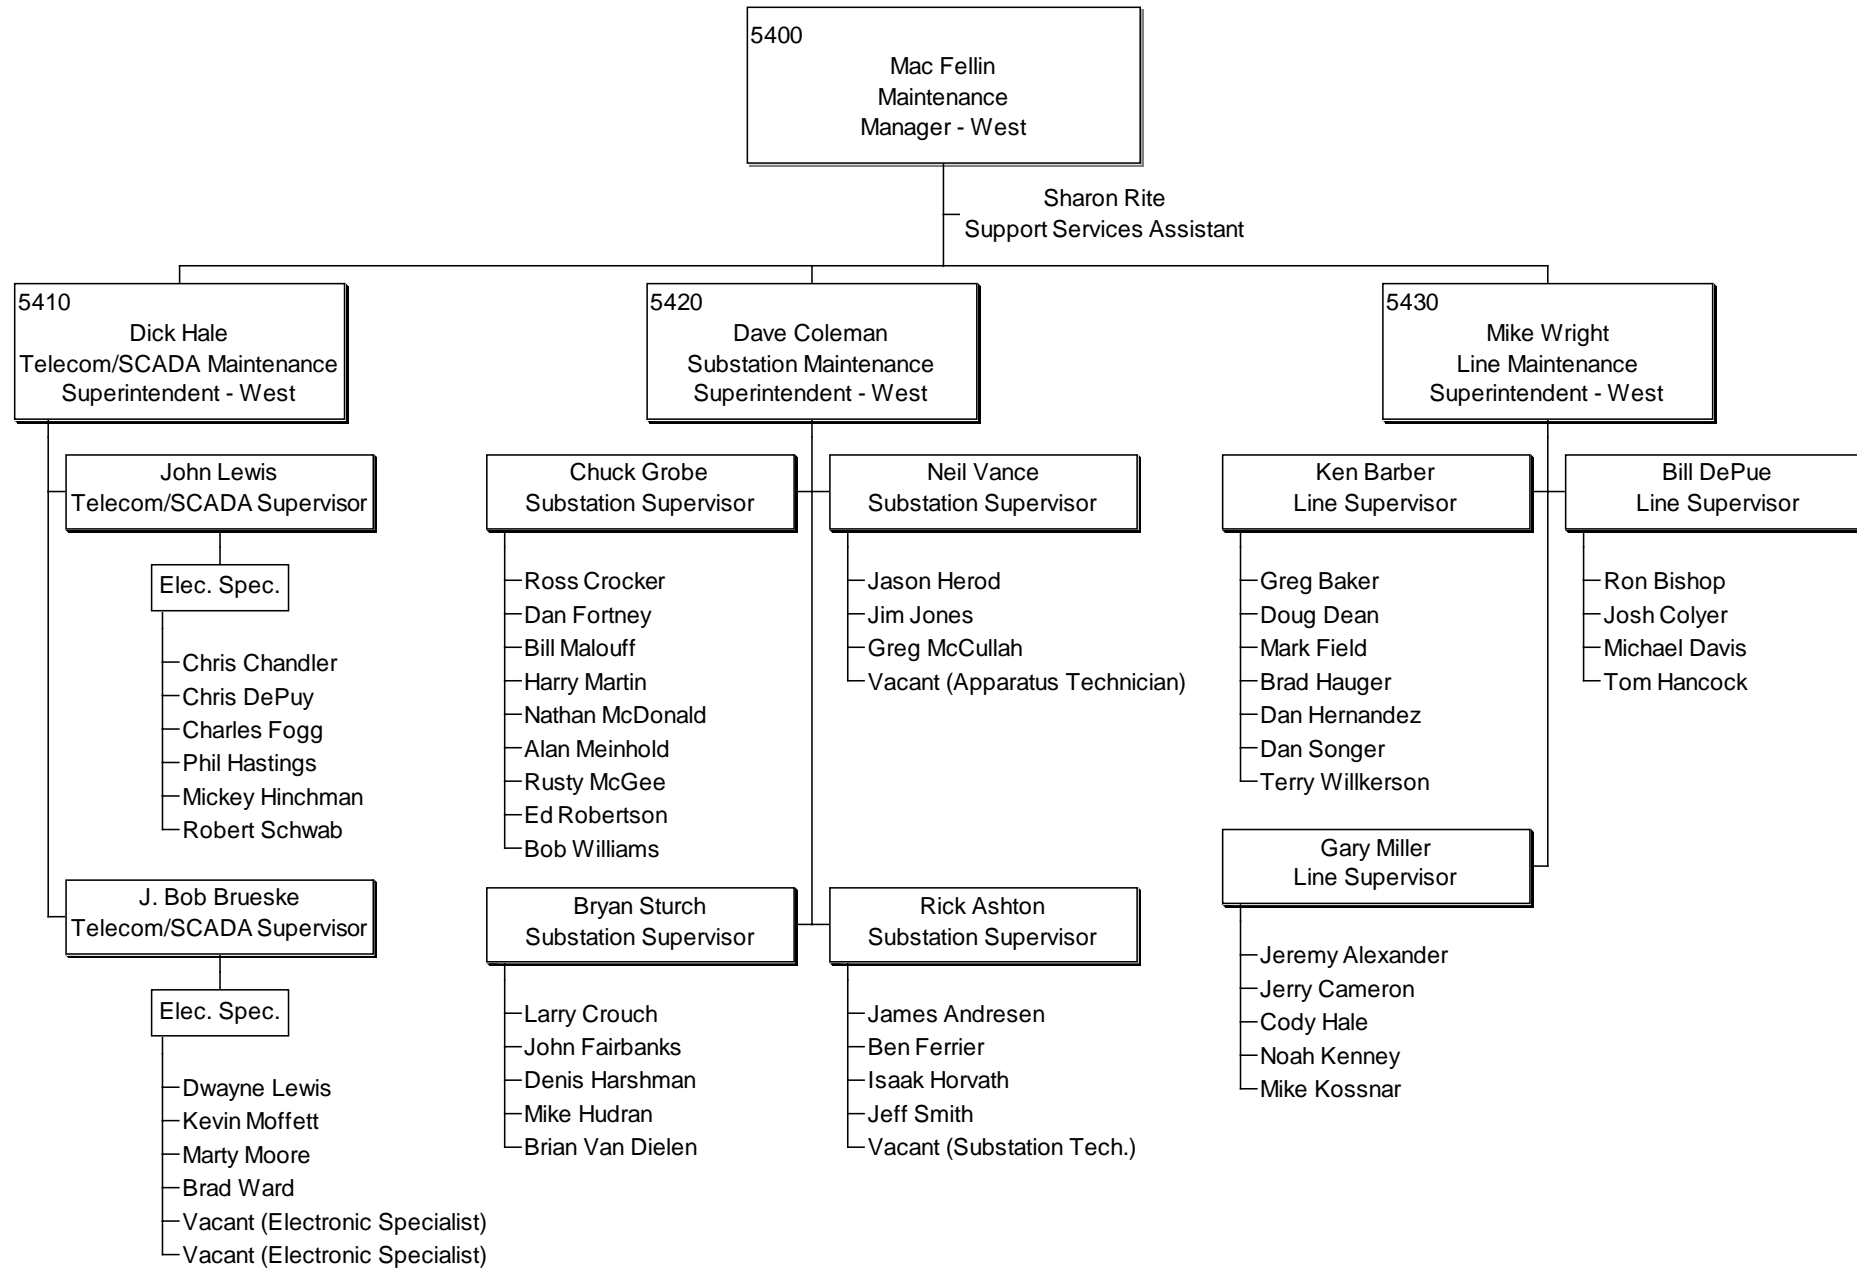 5400
Mac Fellin
Maintenance
Manager - West
Sharon Rite
Support Services Assistant
5410
Dick Hale
Telecom/SCADA Maintenance
Superintendent - West
John Lewis
Telecom/SCADA Supervisor
Elec. Spec.
Chris Chandler
Chris DePuy
Charles Fogg
Phil Hastings
Mickey Hinchman
Robert Schwab
J. Bob Brueske
Telecom/SCADA Supervisor
Elec. Spec.
Dwayne Lewis
Kevin Moffett
Marty Moore
Brad Ward
Vacant (Electronic Specialist)
Vacant (Electronic Specialist)
5420
Dave Coleman
Substation Maintenance
Superintendent - West
Chuck Grobe
Substation Supervisor
Ross Crocker
Dan Fortney
Bill Malouff
Harry Martin
Nathan McDonald
Alan Meinhold
Rusty McGee
Ed Robertson
Bob Williams
Neil Vance
Substation Supervisor
Jason Herod
Jim Jones
Greg McCullah
Vacant (Apparatus Technician)
Bryan Sturch
Substation Supervisor
Larry Crouch
John Fairbanks
Denis Harshman
Mike Hudran
Brian Van Dielen
Rick Ashton
Substation Supervisor
James Andresen
Ben Ferrier
Isaak Horvath
Jeff Smith
Vacant (Substation Tech.)
5430
Mike Wright
Line Maintenance
Superintendent - West
Ken Barber
Line Supervisor
Greg Baker
Doug Dean
Mark Field
Brad Hauger
Dan Hernandez
Dan Songer
Terry Willkerson
Bill DePue
Line Supervisor
Ron Bishop
Josh Colyer
Michael Davis
Tom Hancock
Gary Miller
Line Supervisor
Jeremy Alexander
Jerry Cameron
Cody Hale
Noah Kenney
Mike Kossnar